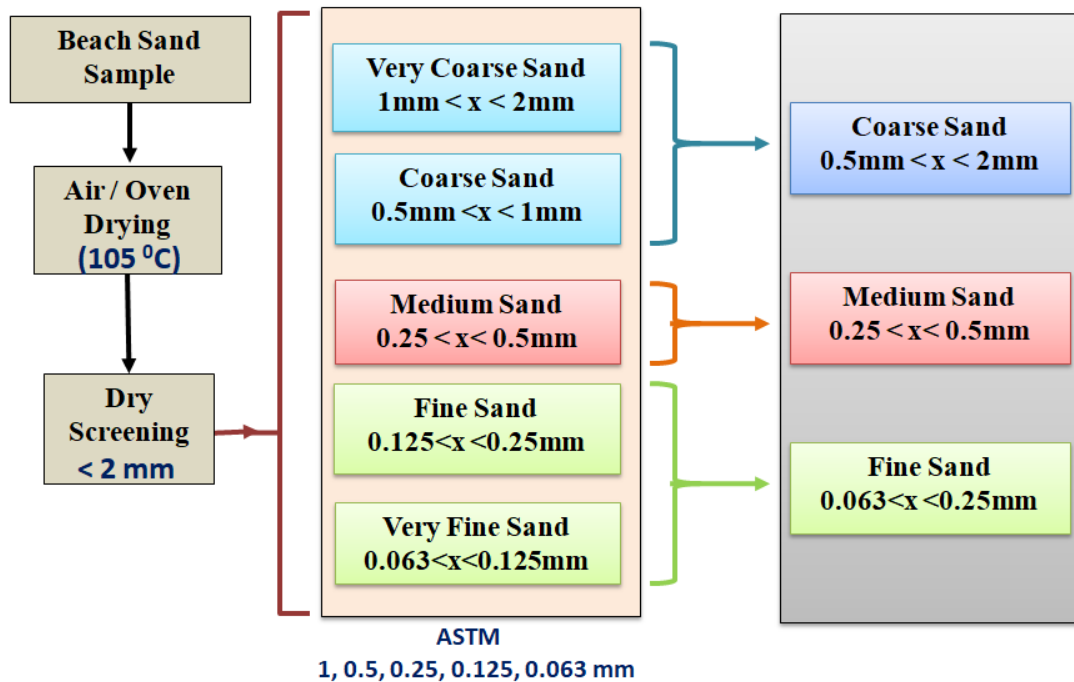 Beach Sand
Sample
Air / Oven
Drying
(105 ⁰C)
Dry
Screening
< 2 mm
Very Coarse Sand
1mm < x < 2mm
Coarse Sand
0.5mm <x < 1mm
Medium Sand
0.25 < x< 0.5mm
Fine Sand
0.125<x <0.25mm
Very Fine Sand
0.063<x<0.125mm
ASTM
1, 0.5, 0.25, 0.125, 0.063 mm
Coarse Sand
0.5mm < x < 2mm
Medium Sand
0.25 < x< 0.5mm
Fine Sand
0.063<x <0.25mm